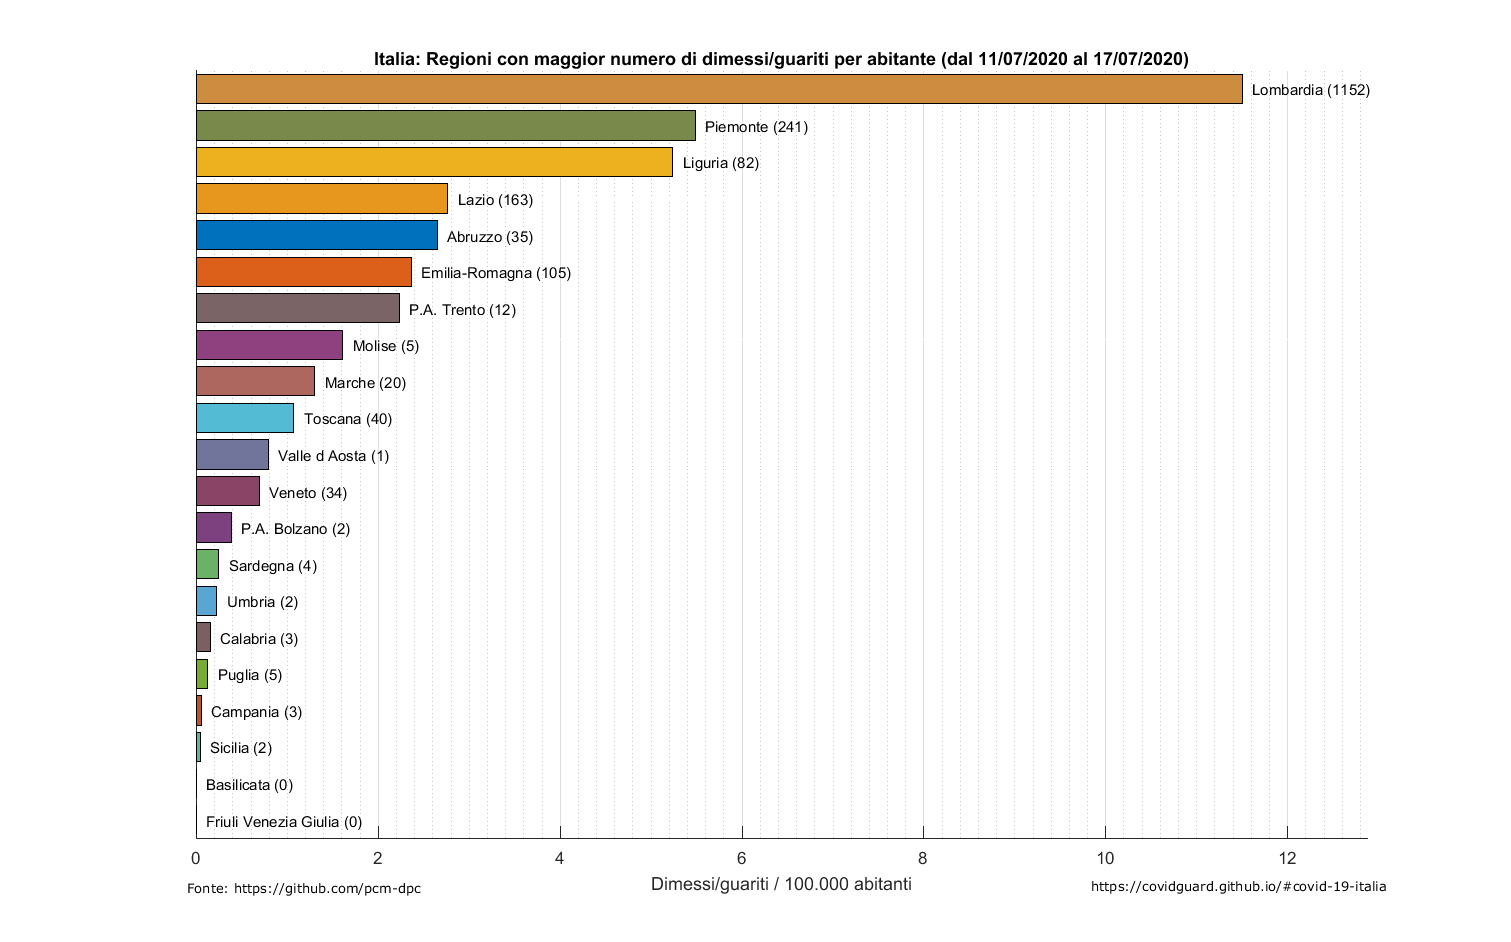 Italia: Regioni con maggior numero di dimessi/guariti per abitante (dal 11/07/2020 al 17/07/2020)
Lombardia (1152)
Piemonte (241)
Liguria (82)
Lazio (163)
Abruzzo (35)
Emilia-Romagna (105)
P.A. Trento (12)
Molise (5)
Marche (20)
Toscana (40)
Valle d Aosta (1)
Veneto (34)
P.A. Bolzano (2)
Sardegna (4)
Umbria (2)
Calabria (3)
Puglia (5)
Campania (3)
Sicilia (2)
Basilicata (0)
Friuli Venezia Giulia (0)
0 2 4 6 8 10 12
Dimessi/guariti / 100.000 abitanti
Fonte: https://github.com/pcm-dpc
https://covidguard.github.io/#covid-19-italia